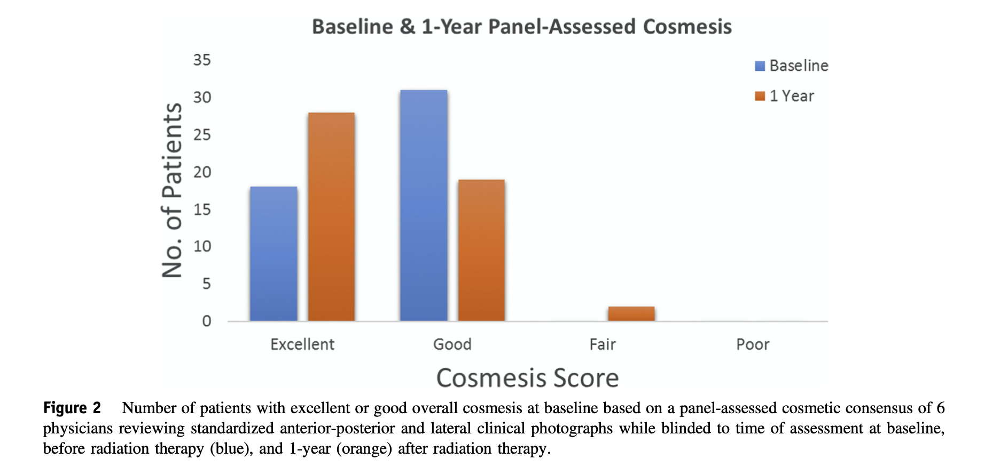 Baseline & 1-Year Panel-Assessed Cosmesis
35
30
25
20
15
10
5
0
No. of Patients
Baseline
1 Year
Excellent Good Fair Poor
Cosmesis Score
Figure 2 Number of patients with excellent or good overall cosmesis at baseline based on a panel-assessed cosmetic consensus of 6
physicians reviewing standardized anterior-posterior and lateral clinical photographs while blinded to time of assessment at baseline,
before radiation therapy (blue), and 1-year (orange) after radiation therapy.